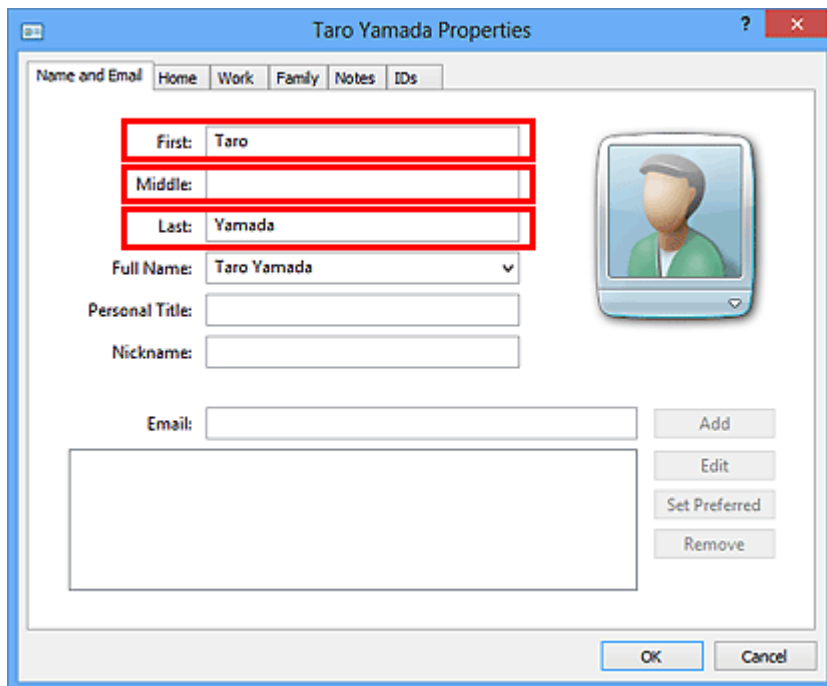 Taro Yamada Properties
? ×
Name and Email Home Work Family Notes IDs
First: Taro
Middle:
Last: Yamada
Full Name: Taro Yamada
Personal Title:
Nickname:
Email: Add
Edit
Set Preferred
Remove
OK Cancel